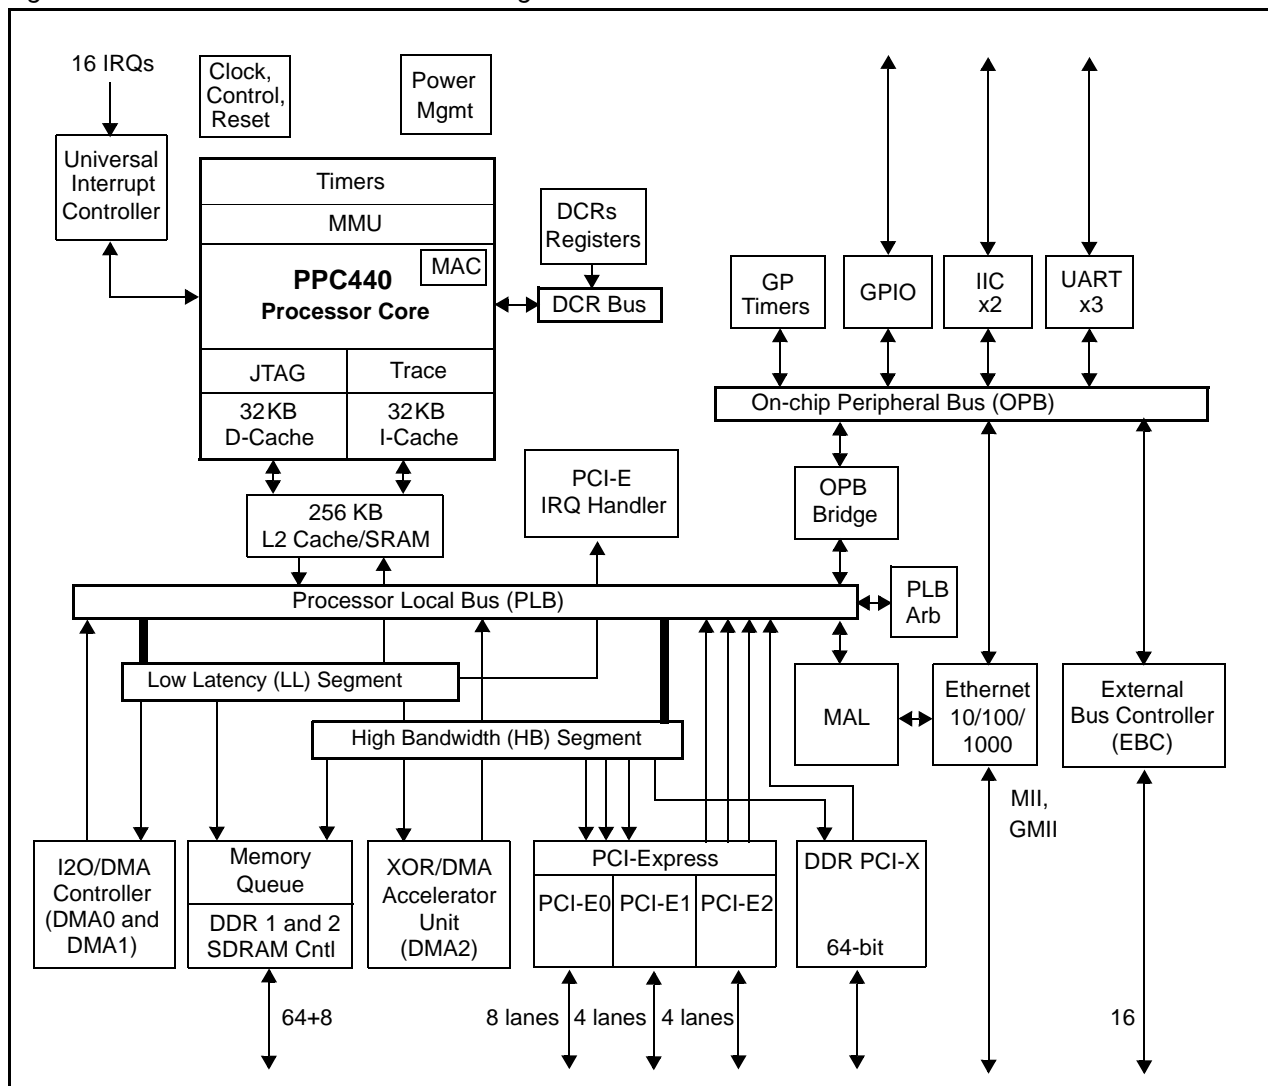 16 IRQs
Clock,
Control,
Reset
Power
Mgmt
Universal
Interrupt
Controller
Timers
MMU
MAC
PPC440
Processor Core
JTAG
Trace
32KB
D-Cache
32KB
I-Cache
DCRs
Registers
DCR Bus
GP
Timers
GPIO
IIC
x2
UART
x3
On-chip Peripheral Bus (OPB)
256 KB
L2 Cache/SRAM
PCI-E
IRQ Handler
OPB
Bridge
Processor Local Bus (PLB)
PLB
Arb
Low Latency (LL) Segment
High Bandwidth (HB) Segment
MAL
Ethernet
10/100/
1000
External
Bus Controller
(EBC)
MII,
GMII
I2O/DMA
Controller
(DMA0 and
DMA1)
Memory
Queue
DDR 1 and 2
SDRAM Cntl
XOR/DMA
Accelerator
Unit
(DMA2)
PCI-Express
PCI-E0
PCI-E1
PCI-E2
DDR PCI-X
64-bit
64+8
8 lanes
4 lanes
4 lanes
16